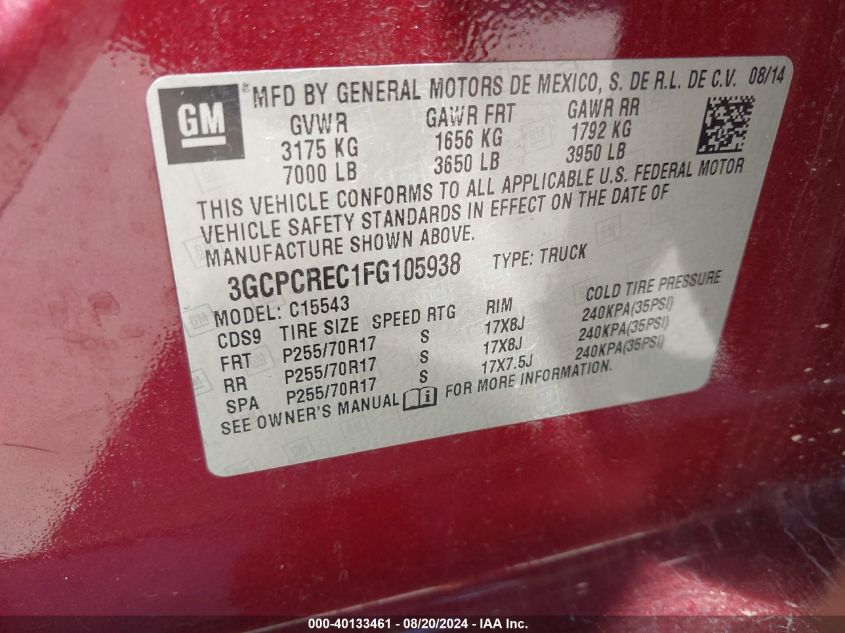 GM
MFD BY GENERAL MOTORS DE MEXICO, S. DE R.L. DE C.V. 08/14
GVWR GAWR FRT GAWR RR
3175 KG 1656 KG 1792 KG
7000 LB 3650 LB 3950 LB
THIS VEHICLE CONFORMS TO ALL APPLICABLE U.S. FEDERAL MOTOR
VEHICLE SAFETY STANDARDS IN EFFECT ON THE DATE OF
MANUFACTURE SHOWN ABOVE.
3GCPCREC1FG105938 TYPE: TRUCK
MODEL: C15543
CDS9 TIRE SIZE SPEED RTG RIM COLD TIRE PRESSURE
FRT P255/70R17 S 17X8J 240KPA(35PSI)
RR P255/70R17 S 17X8J 240KPA(35PSI)
SPA P255/70R17 S 17X7.5J 240KPA(35PSI)
SEE OWNER'S MANUAL FOR MORE INFORMATION.
000-40133461 - 08/20/2024 - IAA Inc.